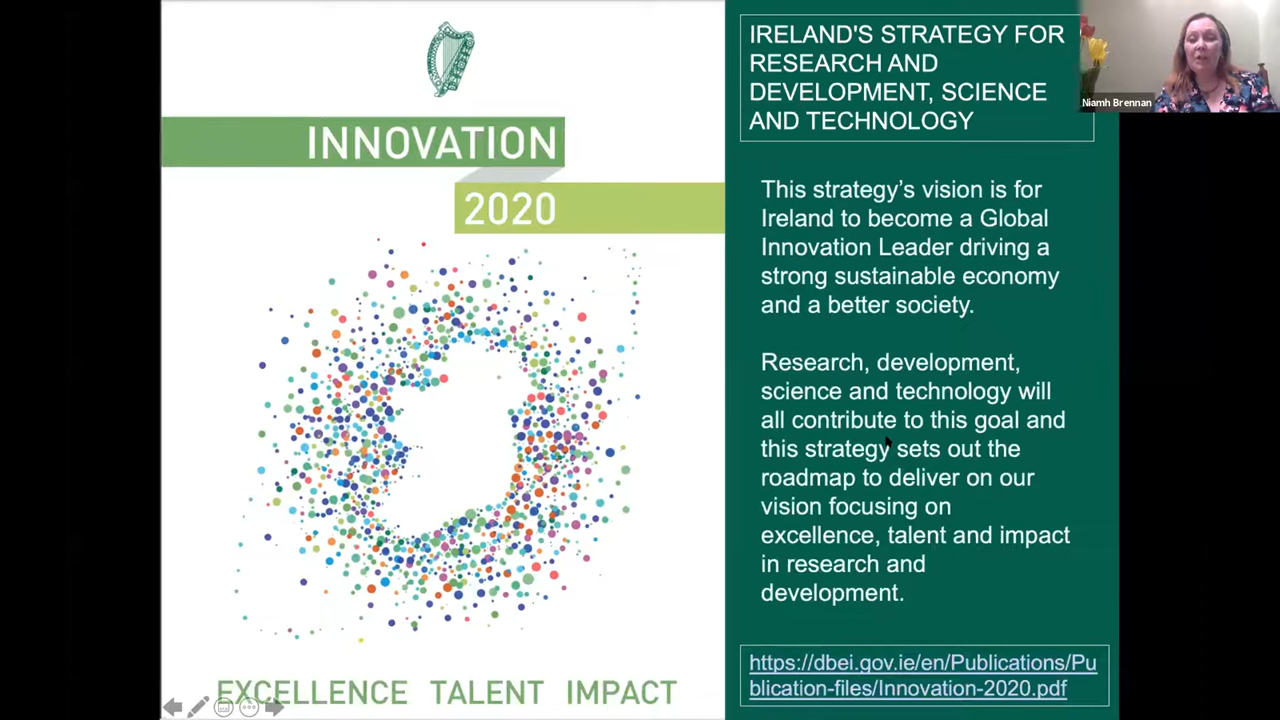 INNOVATION
2020
EXCELLENCE TALENT IMPACT
IRELAND'S STRATEGY FOR
RESEARCH AND
DEVELOPMENT, SCIENCE
AND TECHNOLOGY
This strategy’s vision is for
Ireland to become a Global
Innovation Leader driving a
strong sustainable economy
and a better society.
Research, development,
science and technology will
all contribute to this goal and
this strategy sets out the
roadmap to deliver on our
vision focusing on
excellence, talent and impact
in research and
development.
https://dbei.gov.ie/en/Publications/Pu
blication-files/Innovation-2020.pdf
Niamh Brennan